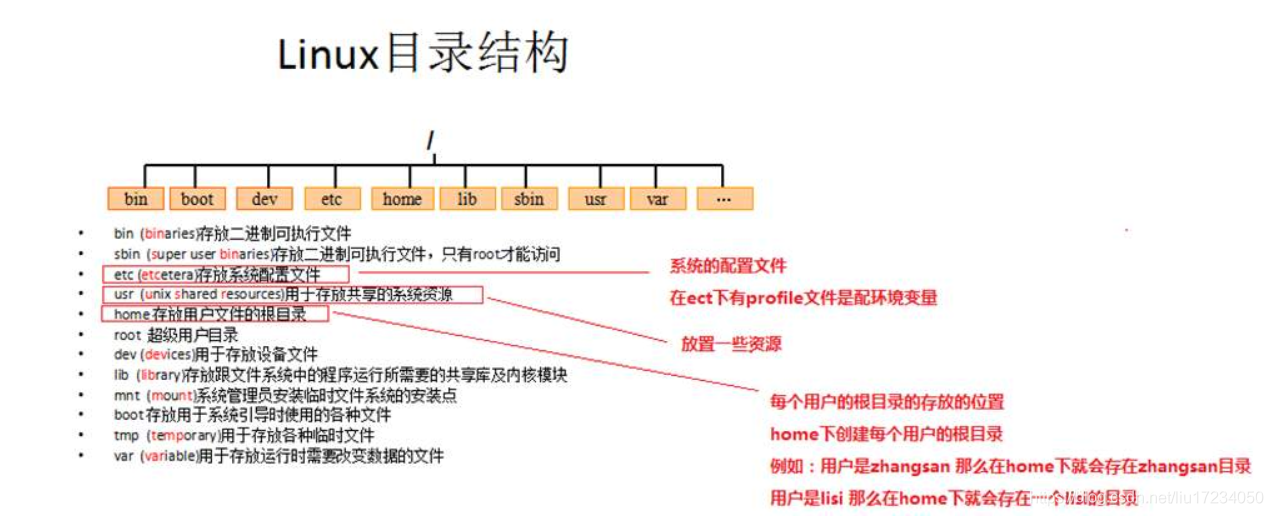 Linux目录结构
/
bin boot dev etc home lib sbin usr var ...
bin (binaries)存放二进制可执行文件
sbin (super user binaries)存放二进制可执行文件，只有root才能访问
etc (etcetera)存放系统配置文件
usr (unix shared resources)用于存放共享的系统资源
home 存放用户文件的根目录
root 超级用户目录
dev (devices)用于存放设备文件
lib (library)存放跟文件系统中的程序运行所需要的共享库及内核模块
mnt (mount)系统管理员安装临时文件系统的安装点
boot 存放用于系统引导时使用的各种文件
tmp (temporary)用于存放各种临时文件
var (variable)用于存放运行时需要改变数据的文件
系统的配置文件
在ect下有profile文件是配环境变量
放置一些资源
每个用户的根目录的存放的位置
home下创建每个用户的根目录
例如：用户是zhangsan 那么在home下就会存在zhangsan目录
用户是lisi 那么在home下就会存在一个lisi的目录